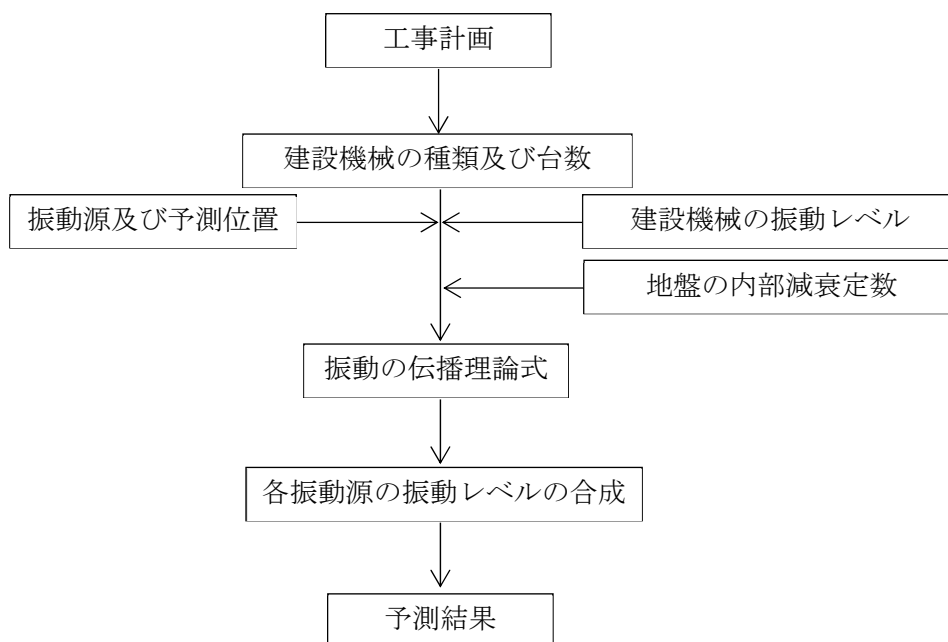 工事計画
建設機械の種類及び台数
振動源及び予測位置
建設機械の振動レベル
地盤の内部減衰定数
振動の伝播理論式
各振動源の振動レベルの合成
予測結果